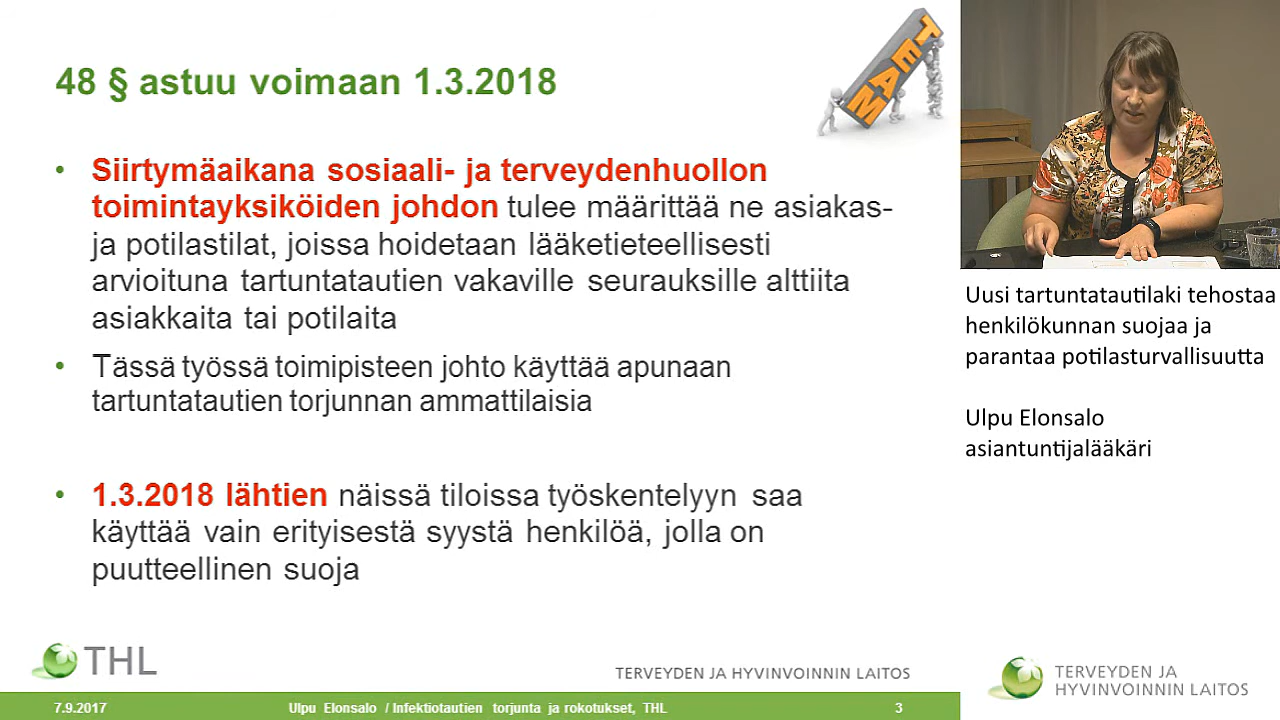 TEAM
48 § astuu voimaan 1.3.2018
• Siirtymäaikana sosiaali- ja terveydenhuollon
toimintayksiköiden johdon tulee määrittää ne asiakas-
ja potilastilat, joissa hoidetaan lääketieteellisesti
arvioituna tartuntatautien vakaville seurauksille alttiita
asiakkaita tai potilaita
• Tässä työssä toimipisteen johto käyttää apunaan
tartuntatautien torjunnan ammattilaisia
• 1.3.2018 lähtien näissä tiloissa työskentelyyn saa
käyttää vain erityisestä syystä henkilöä, jolla on
puutteellinen suoja
THL
TERVEYDEN JA HYVINVOINNIN LAITOS
7.9.2017 Ulpu Elonsalo / Infektiotautien torjunta ja rokotukset, THL 3
Uusi tartuntatautilaki tehostaa
henkilökunnan suojaa ja
parantaa potilasturvallisuutta
Ulpu Elonsalo
asiantuntijalääkäri
TERVEYDEN JA
HYVINVOINNIN LAITOS